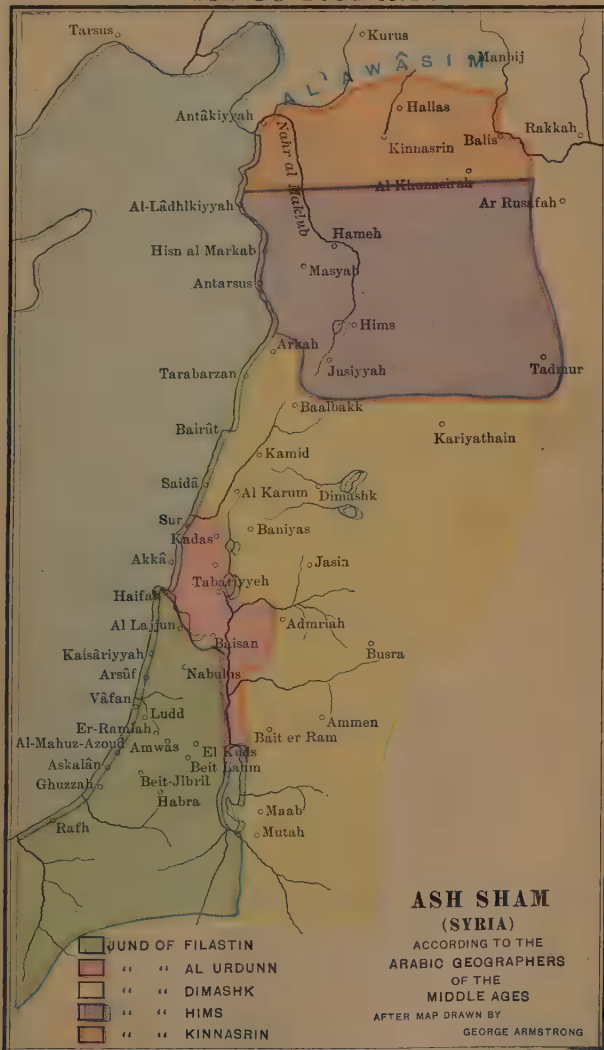 Tarsus
Kurus
Manbij
AL'AWÂSIM
Antâkiyyah
Hallas
Nahr al Maklub
Kinnasrin
Balis
Rakkah
Al Khunasirah
Al-Lâdhlkiyyah
Ar Rusafah
Hameh
Hisn al Markab
Masyab
Antarsus
Hims
Arkah
Jusiyyah
Tadmur
Tarabarzan
Baalbakk
Bairût
Kariyathain
Kamid
Saidâ
Al Karum
Dimashk
Sur
Baniyas
Kadas
Akkâ
Jasin
Tabariyyeh
Haifah
Al Lajjun
Admriah
Baisan
Kaisâriyyah
Busra
Nabulus
Arsûf
Vâfan
Ludd
Ammen
Er-Ramlah
Bait er Ram
Al-Mahuz-Azoud
Amwâs
El Kuds
Askalân
Beit Lahm
Ghuzzah
Beit-Jlbril
Habra
Maab
Rafh
Mutah
ASH SHAM
(SYRIA)
ACCORDING TO THE
ARABIC GEOGRAPHERS
OF THE
MIDDLE AGES
AFTER MAP DRAWN BY
GEORGE ARMSTRONG
JUND OF FILASTIN
“ “ AL URDUNN
“ “ DIMASHK
“ “ HIMS
“ “ KINNASRIN